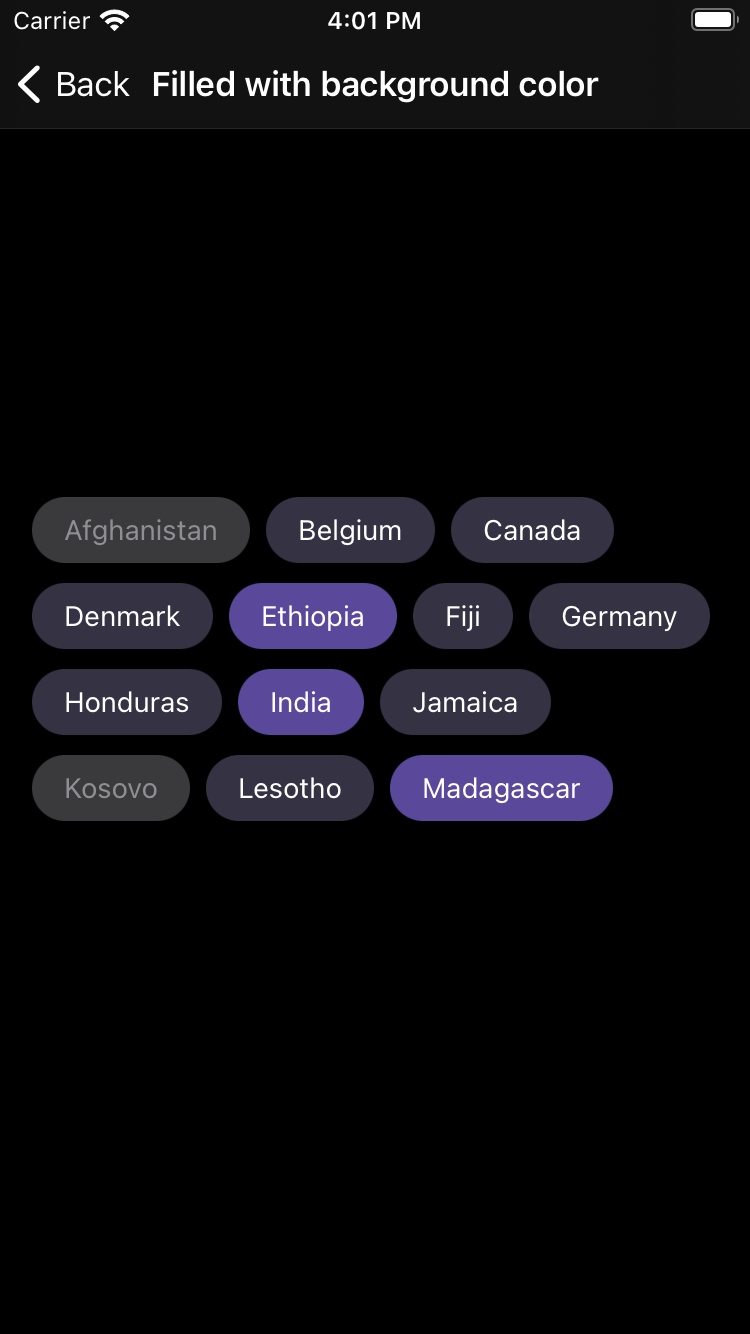 Carrier 4:01 PM
Back Filled with background color
Afghanistan Belgium Canada
Denmark Ethiopia Fiji Germany
Honduras India Jamaica
Kosovo Lesotho Madagascar